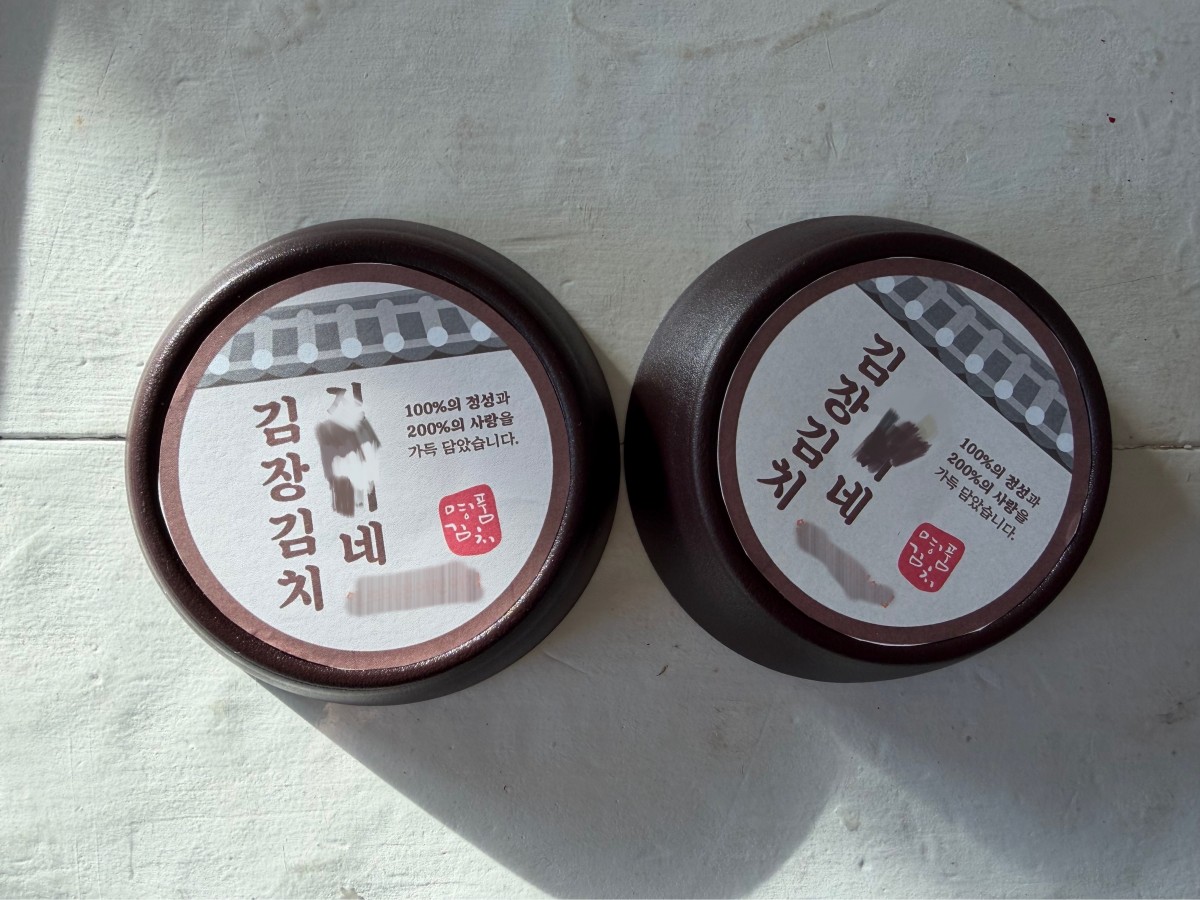 김장김치
100%의 정성과
200%의 사랑을
가득 담았습니다.
명품
김치
김장김치
100%의 정성과
200%의 사랑을
가득 담았습니다.
명품
김치